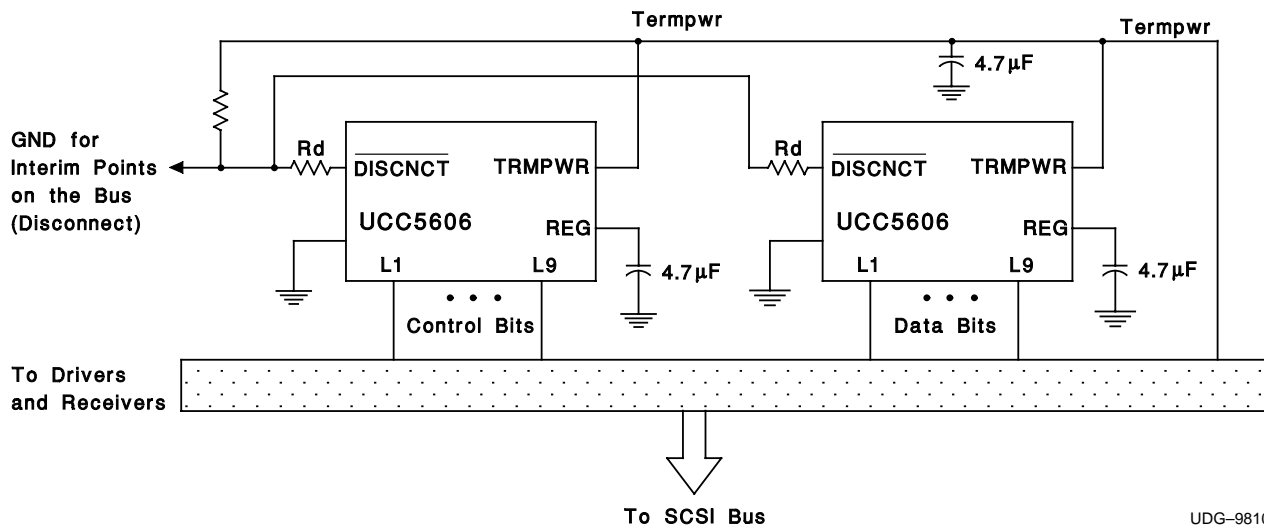 Termpwr
Termpwr
4.7μF
GND for
Interim Points
on the Bus
(Disconnect)
Rd
DISCNCT
TRMPWR
UCC5606
REG
L1
L9
4.7μF
Control Bits
Rd
DISCNCT
TRMPWR
UCC5606
REG
L1
L9
4.7μF
Data Bits
To Drivers
and Receivers
To SCSI Bus
UDG–9810